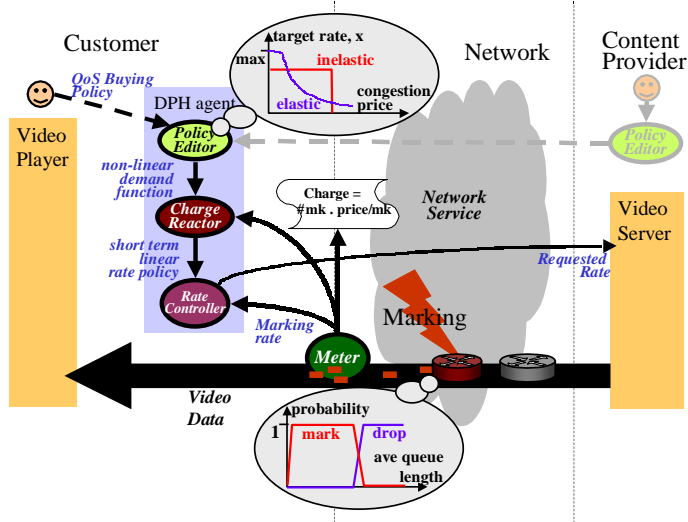 Customer
Network
Content
Provider
target rate, x
max
inelastic
elastic
congestion
price
QoS Buying
Policy
DPH agent
Policy
Editor
Policy
Editor
Video
Player
non-linear
demand
function
Charge =
#mk . price/mk
Network
Service
Charge
Reactor
Video
Server
short term
linear
rate policy
Requested
Rate
Rate
Controller
Marking
rate
Marking
Meter
Video
Data
probability
1
mark
drop
ave queue
length